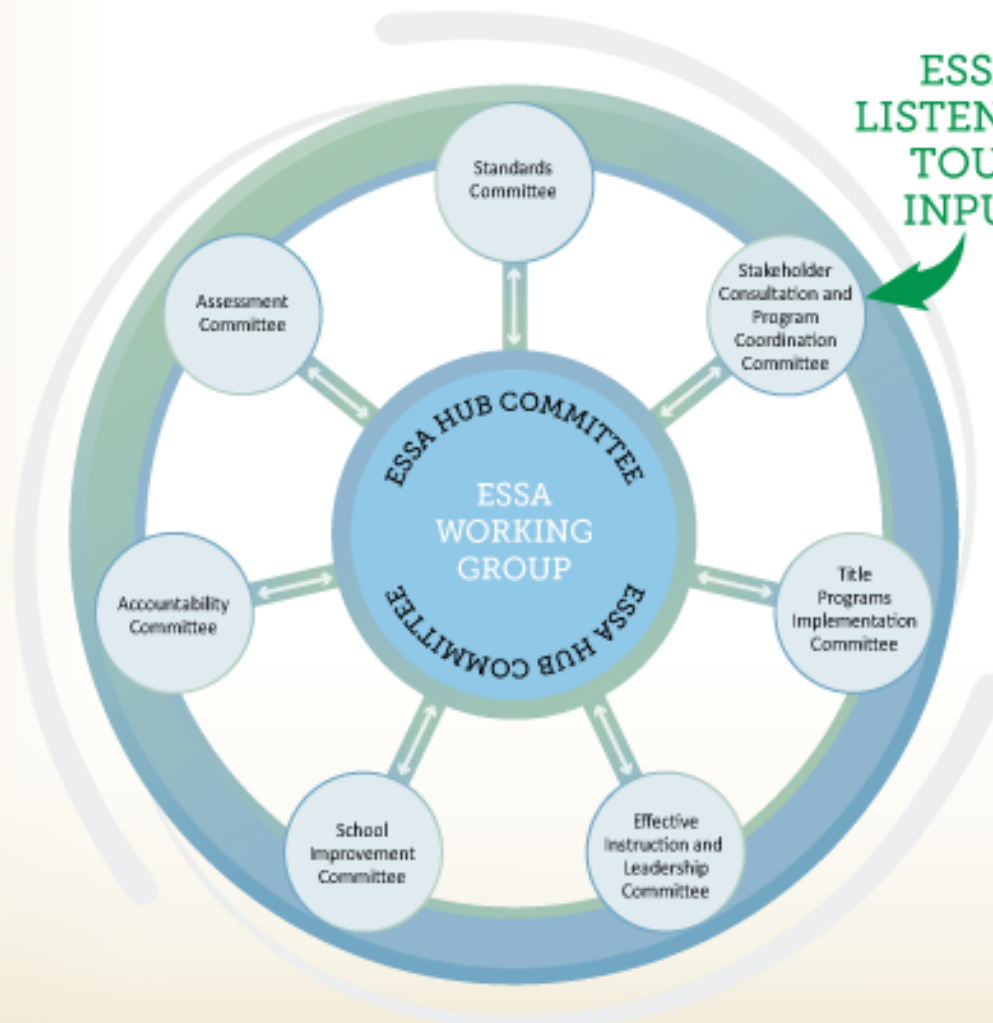 ESS
LISTEN
TOU
INPU
Standards
Committee
Stakeholder
Consultation and
Program
Coordination
Committee
Assessment
Committee
ESSA HUB COMMITTEE
ESSA
WORKING
GROUP
ESSA HUB COMMITTEE
Title
Programs
Implementation
Committee
Accountability
Committee
Effective
Instruction and
Leadership
Committee
School
Improvement
Committee